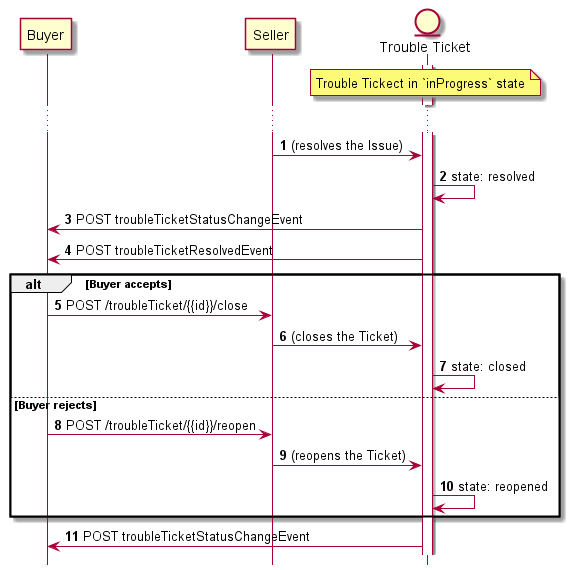 Buyer
Seller
Trouble Ticket
Trouble Tickect in `inProgress` state
1 (resolves the Issue)
2 state: resolved
3 POST troubleTicketStatusChangeEvent
4 POST troubleTicketResolvedEvent
alt [Buyer accepts]
5 POST /troubleTicket/{{id}}/close
6 (closes the Ticket)
7 state: closed
[Buyer rejects]
8 POST /troubleTicket/{{id}}/reopen
9 (reopens the Ticket)
10 state: reopened
11 POST troubleTicketStatusChangeEvent